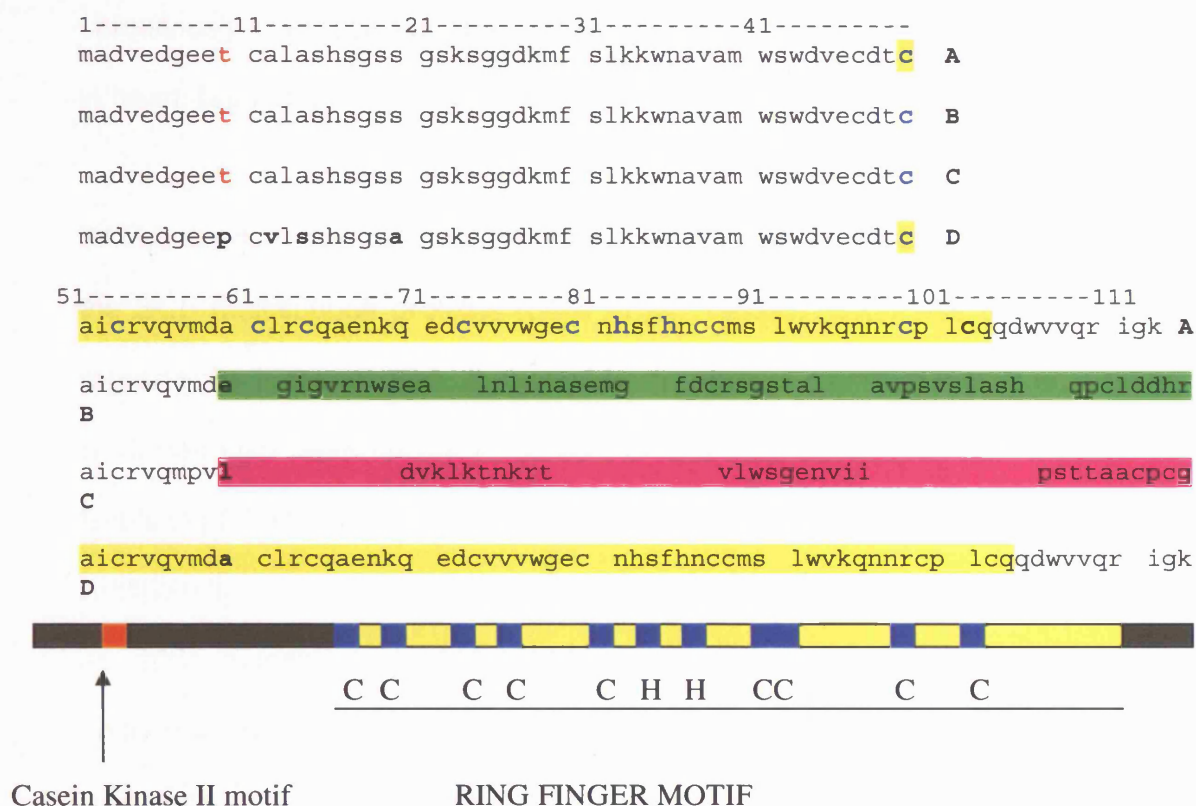 1---------11---------21---------31---------41---------
madvedgeet calashsgss gsksggdkmf slkkwnavam wswdvecdtc A
madvedgeet calashsgss gsksggdkmf slkkwnavam wswdvecdtc B
madvedgeet calashsgss gsksggdkmf slkkwnavam wswdvecdtc C
madvedgeep cvlsshsgsa gsksggdkmf slkkwnavam wswdvecdtc D
51---------61---------71---------81---------91---------101---------111
aicrvqvmda clrcqaenkq edcvvvwgec nhsfhnccms lwvkqnnrcp lcqqdwvvqr igk A
aicrvqvmde gigvrnwsea lnlinasemg fdcrsgstal avpsvslash qpclddhr
B
aicrvqmpvl dvklktnkrt vlwsgenvii psttaacpcg
C
aicrvqvmda clrcqaenkq edcvvvwgec nhsfhnccms lwvkqnnrcp lcqqdwvvqr igk
D
C C C C C H H CC C C
Casein Kinase II motif RING FINGER MOTIF